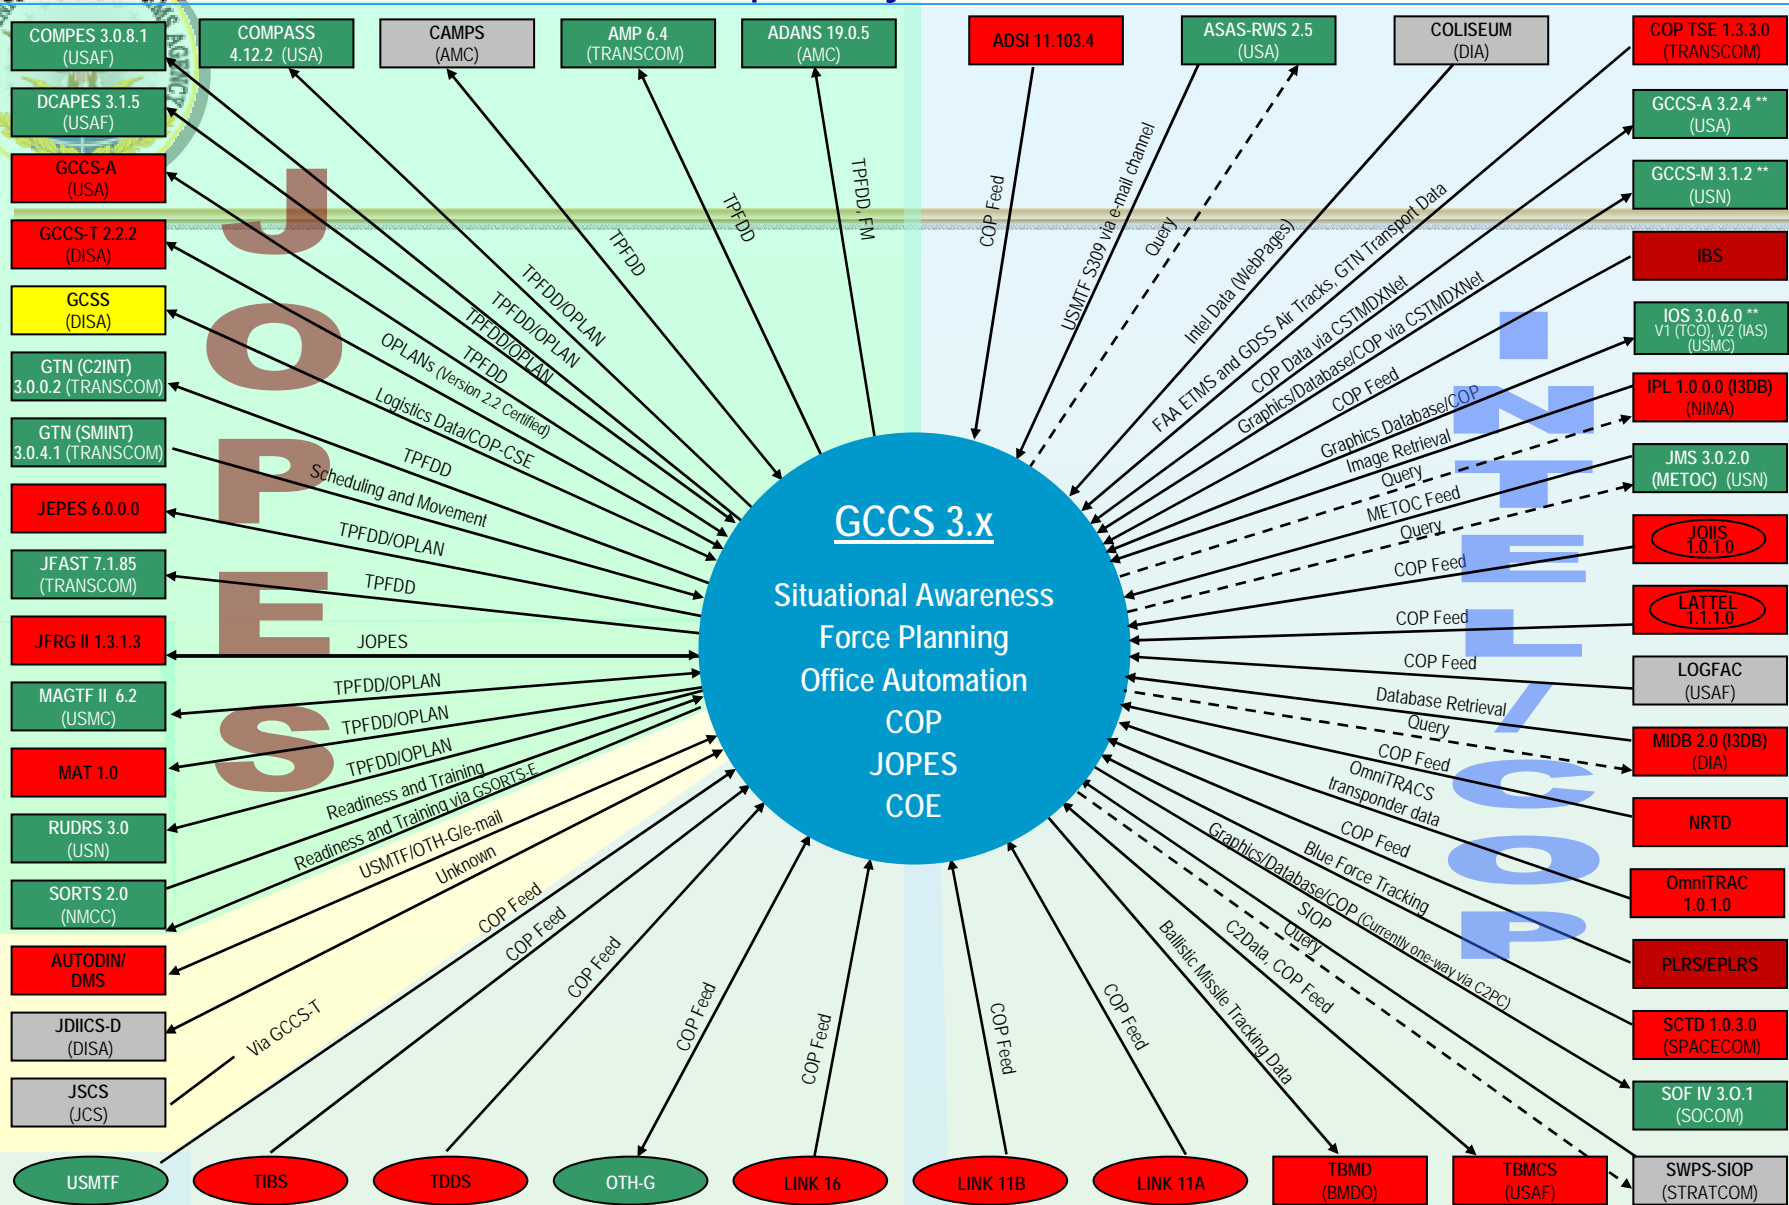 AGENCY
COMPES 3.0.8.1
(USAF)
COMPASS
4.12.2 (USA)
CAMPS
(AMC)
AMP 6.4
(TRANSCOM)
ADANS 19.0.5
(AMC)
ADSI 11.103.4
ASAS-RWS 2.5
(USA)
COLISEUM
(DIA)
COP TSE 1.3.3.0
(TRANSCOM)
DCAPES 3.1.5
(USAF)
GCCS-A
(USA)
GCCS-T 2.2.2
(DISA)
GCSS
(DISA)
GTN (C2INT)
3.0.0.2 (TRANSCOM)
GTN (SMINT)
3.0.4.1 (TRANSCOM)
JEPES 6.0.0.0
JFAST 7.1.85
(TRANSCOM)
JFRG II 1.3.1.3
MAGTF II 6.2
(USMC)
MAT 1.0
RUDRS 3.0
(USN)
SORTS 2.0
(NMCC)
AUTODIN/
DMS
JDIICS-D
(DISA)
JSCS
(JCS)
JOPES
TPFDD/OPLAN
TPFDD/OPLAN
TPFDD/OPLAN
TPFDD
TPFDD
TPFDD
TPFDD, FM
OPLANs (Version 2.2 Certified)
Logistics Data/COP-CSE
TPFDD
Scheduling and Movement
TPFDD/OPLAN
TPFDD
JOPES
TPFDD/OPLAN
TPFDD/OPLAN
TPFDD/OPLAN
Readiness and Training
Readiness and Training via GSORTS-E
USMTF/OTH-G/e-mail
Unknown
Via GCCS-T
GCCS 3.x
Situational Awareness
Force Planning
Office Automation
COP
JOPES
COE
COP Feed
USMTF S309 via e-mail channel
Query
Intel Data (WebPages)
FAA ETMS and GDSS Air Tracks, GTN Transport Data
COP Data via CSTMDXNet
Graphics/Database/COP via CSTMDXNet
COP Feed
Graphics Database/COP
Image Retrieval
Query
METOC Feed
Query
COP Feed
COP Feed
COP Feed
Database Retrieval
Query
COP Feed
OmniTRACS
transponder data
COP Feed
Blue Force Tracking
Graphics/Database/COP (Currently one-way via C2PC)
SIOP
Query
C2Data, COP Feed
Ballistic Missile Tracking Data
COP Feed
COP Feed
COP Feed
COP Feed
COP Feed
COP Feed
COP Feed
INTEL/COP
GCCS-A 3.2.4 **
(USA)
GCCS-M 3.1.2 **
(USN)
IBS
IOS 3.0.6.0 **
V1 (TCO), V2 (IAS)
(USMC)
IPL 1.0.0.0 (I3DB)
(NIMA)
JMS 3.0.2.0
(METOC) (USN)
JOIIS
1.0.1.0
LATTEL
1.1.1.0
LOGFAC
(USAF)
MIDB 2.0 (I3DB)
(DIA)
NRTD
OmniTRAC
1.0.1.0
PLRS/EPLRS
SCTD 1.0.3.0
(SPACECOM)
SOF IV 3.O.1
(SOCOM)
SWPS-SIOP
(STRATCOM)
USMTF
TIBS
TDDS
OTH-G
LINK 16
LINK 11B
LINK 11A
TBMD
(BMDO)
TBMCS
(USAF)